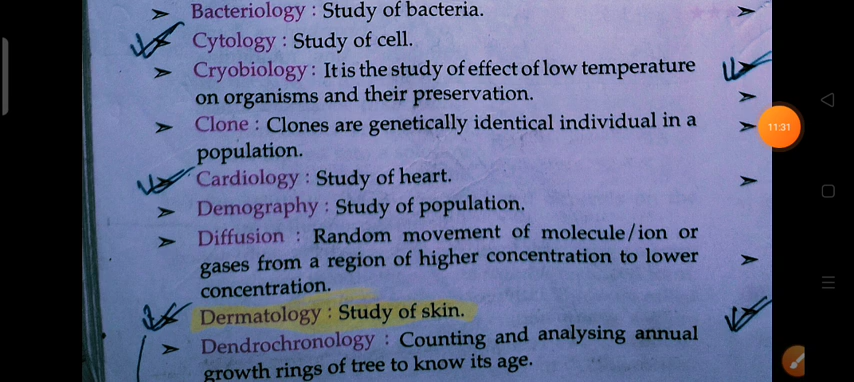 Bacteriology : Study of bacteria.
Cytology : Study of cell.
Cryobiology : It is the study of effect of low temperature
on organisms and their preservation.
Clone : Clones are genetically identical individual in a
population.
Cardiology : Study of heart.
Demography : Study of population.
Diffusion : Random movement of molecule/ion or
gases from a region of higher concentration to lower
concentration.
Dermatology : Study of skin.
Dendrochronology : Counting and analysing annual
growth rings of tree to know its age.
11:31